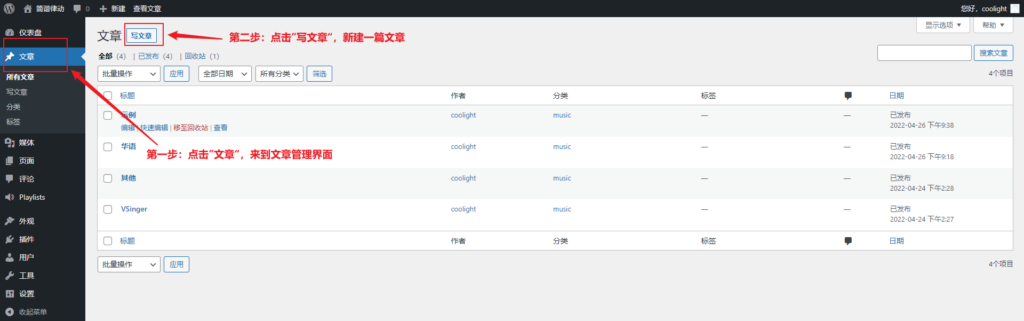 简谱律动 0 新建 查看文章 您好, coolight
显示选项 帮助
仪表盘
文章
所有文章
写文章
分类
标签
媒体
页面
评论
Playlists
外观
插件
用户
工具
设置
收起菜单
文章 写文章
第二步：点击"写文章"，新建一篇文章
全部 (4) | 已发布 (4) | 回收站 (1)
搜索文章
批量操作 应用 全部日期 所有分类 筛选 4个项目
标题 作者 分类 标签 日期
示例 coolight music — — 已发布
2022-04-26 下午9:38
编辑 | 快速编辑 | 移至回收站 | 查看
华语 coolight music — — 已发布
2022-04-26 下午9:18
第一步：点击"文章"，来到文章管理界面
其他 coolight music — — 已发布
2022-04-24 下午2:28
VSinger coolight music — — 已发布
2022-04-24 下午2:27
标题 作者 分类 标签 日期
批量操作 应用 4个项目